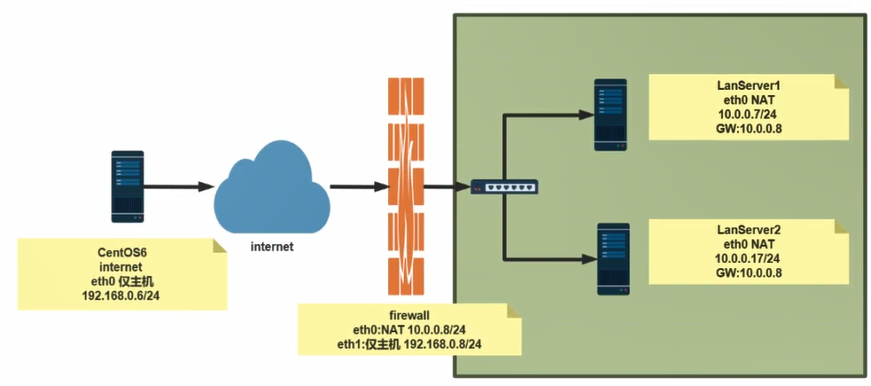 LanServer1
eth0 NAT
10.0.0.7/24
GW:10.0.0.8
CentOS6
internet
eth0 仅主机
192.168.0.6/24
internet
LanServer2
eth0 NAT
10.0.0.17/24
GW:10.0.0.8
firewall
eth0:NAT 10.0.0.8/24
eth1:仅主机 192.168.0.8/24